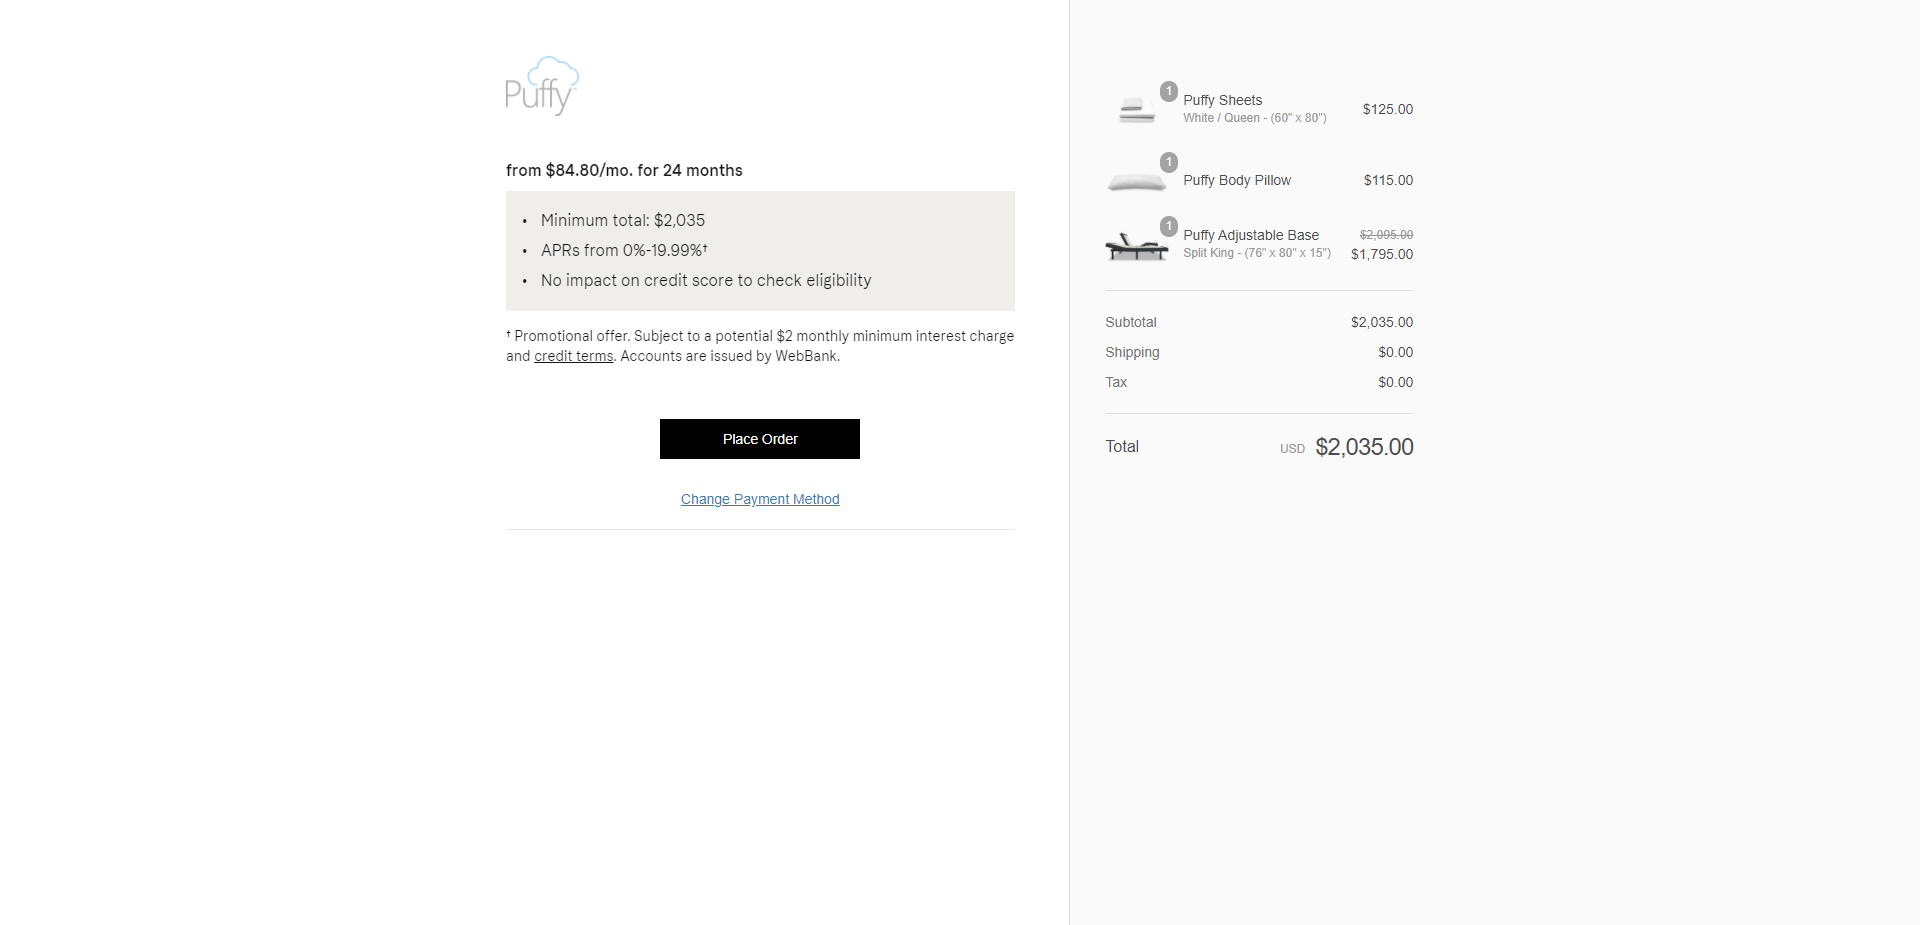 Puffy
from $84.80/mo. for 24 months
• Minimum total: $2,035
• APRs from 0%-19.99%†
• No impact on credit score to check eligibility
† Promotional offer. Subject to a potential $2 monthly minimum interest charge
and credit terms. Accounts are issued by WebBank.
Place Order
Change Payment Method
1
Puffy Sheets
White / Queen - (60" x 80")
$125.00
1
Puffy Body Pillow
$115.00
1
Puffy Adjustable Base
Split King - (76" x 80" x 15")
$2,095.00
$1,795.00
Subtotal $2,035.00
Shipping $0.00
Tax $0.00
Total USD $2,035.00